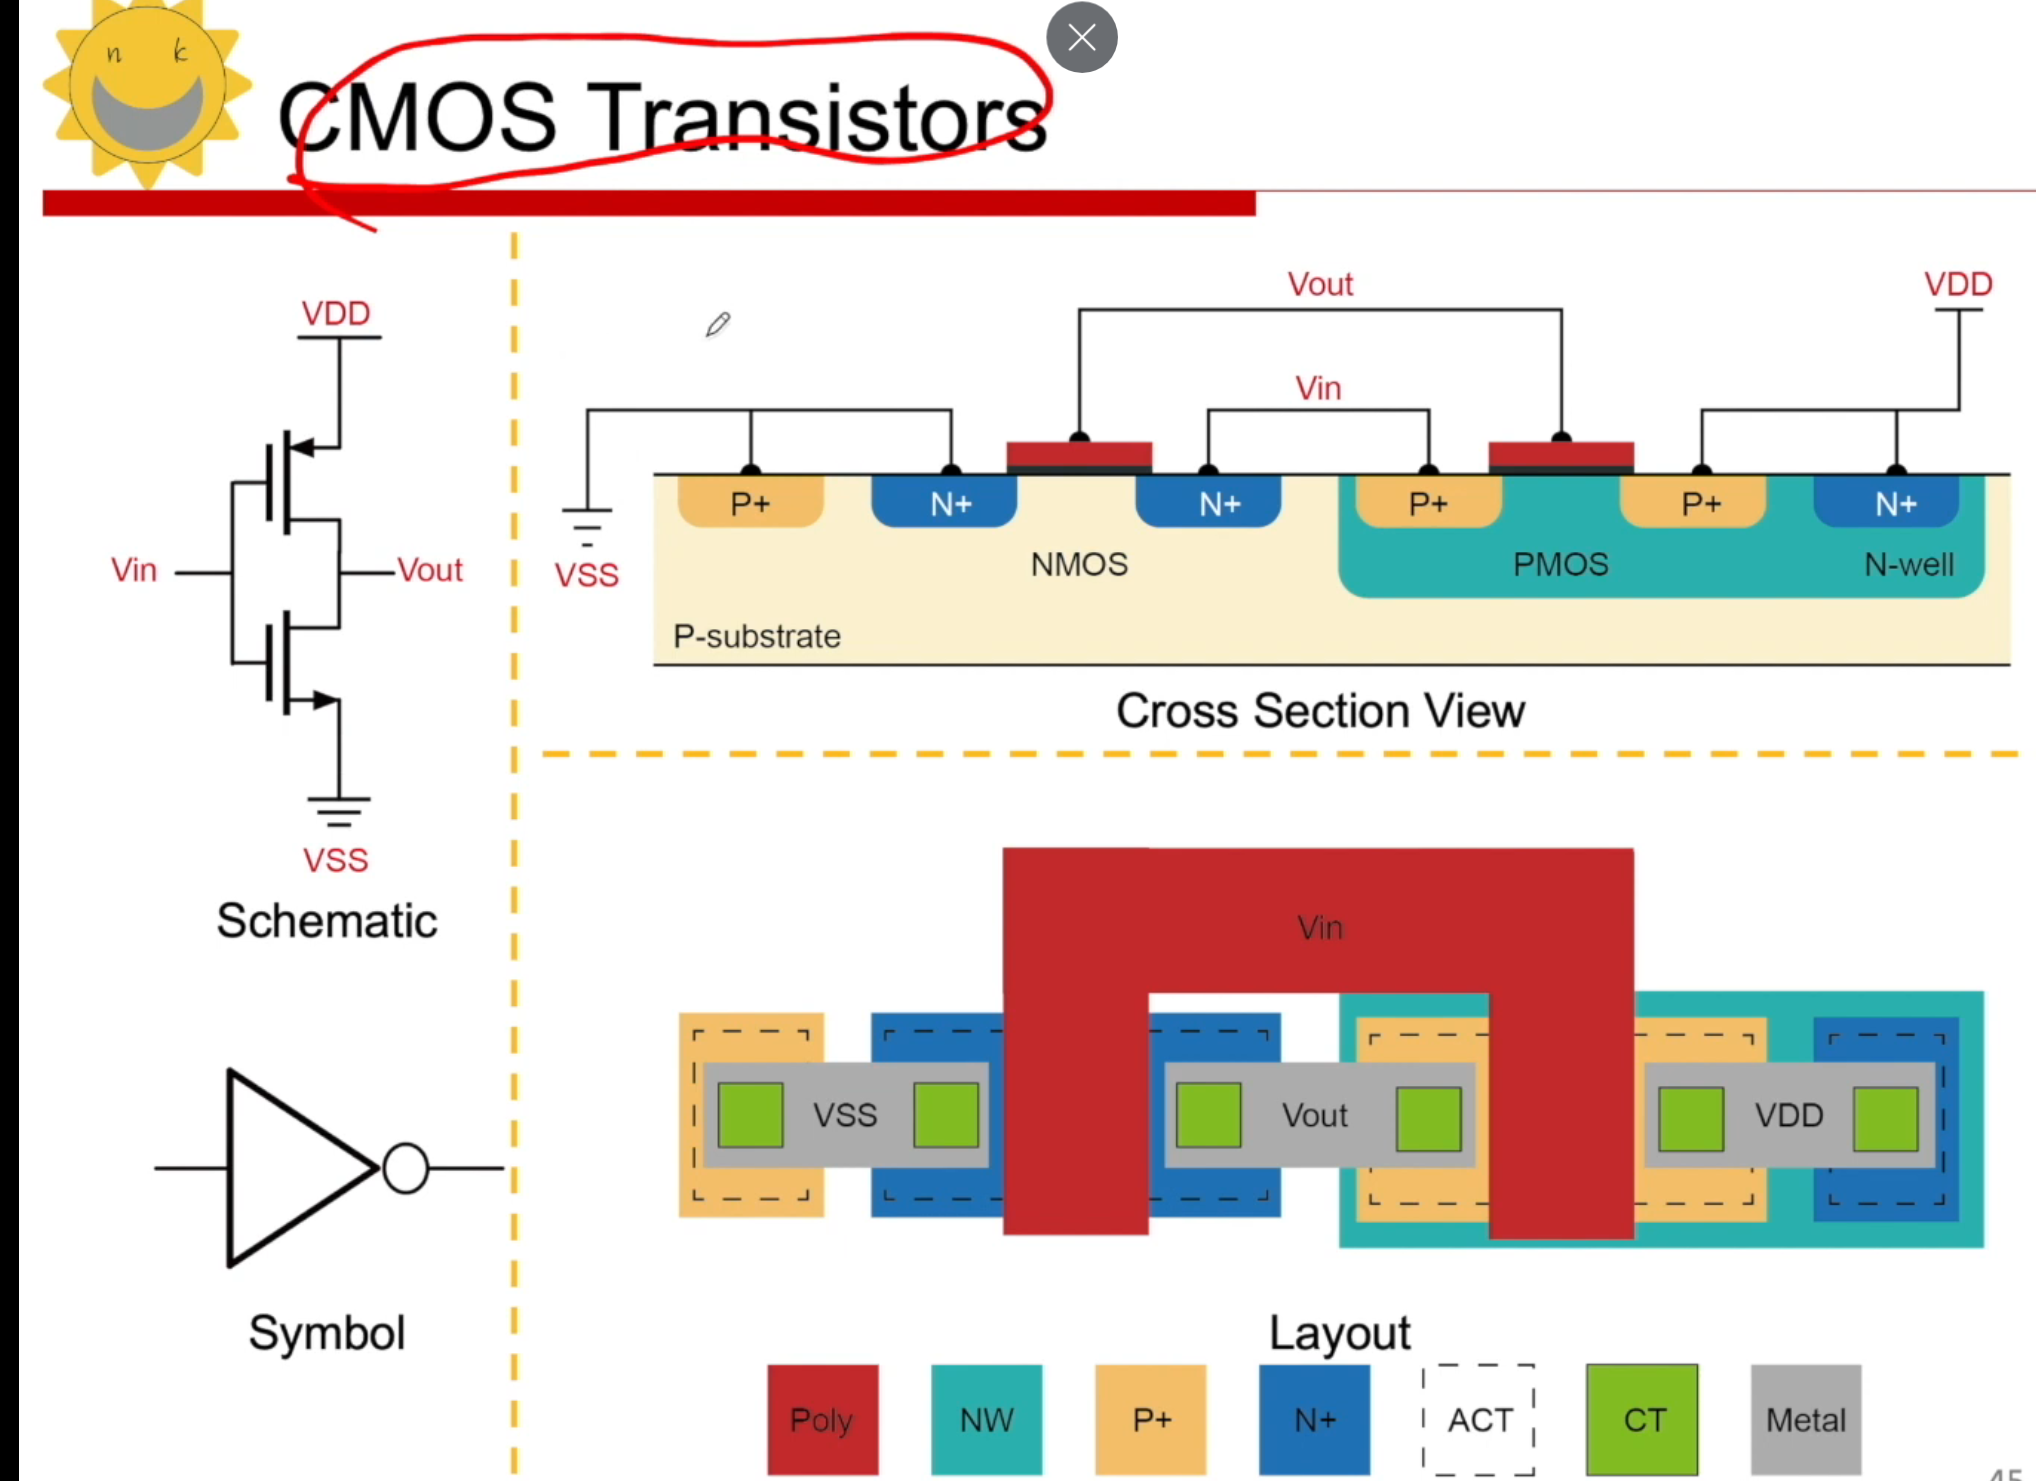 n k
CMOS Transistors
VDD
Vin
Vout
VSS
Schematic
Symbol
Vout
VDD
Vin
P+ N+ N+ P+ P+ N+
VSS
NMOS PMOS N-well
P-substrate
Cross Section View
Vin
VSS Vout VDD
Layout
Poly NW P+ N+ ACT CT Metal